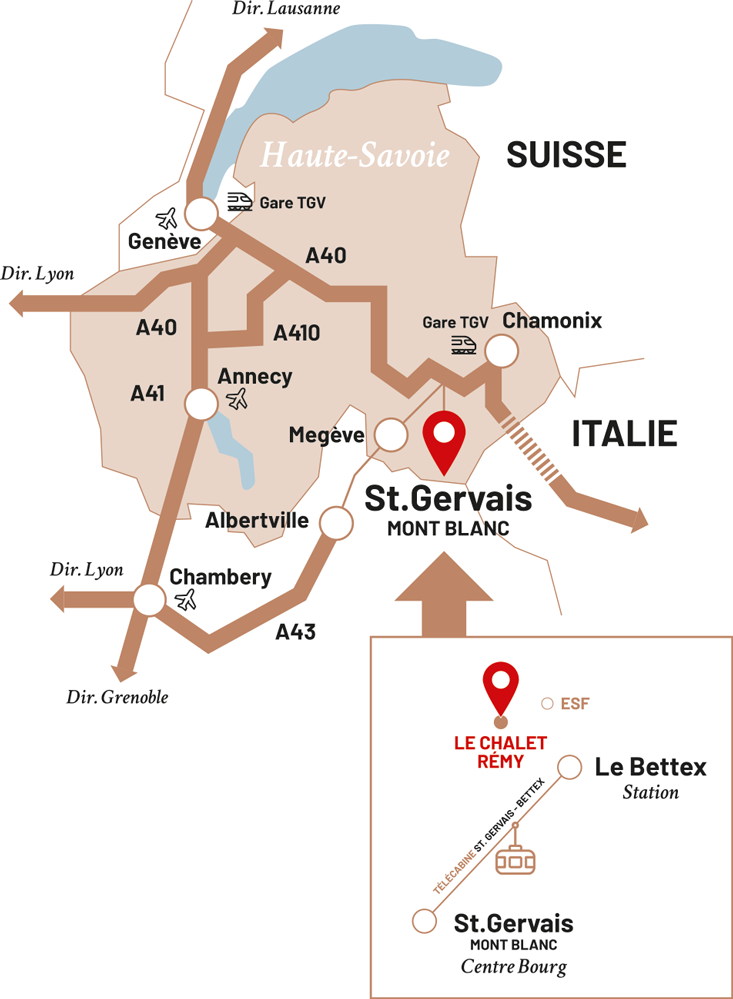 Dir. Lausanne
Haute-Savoie
SUISSE
Gare TGV
Genève
A40
Dir. Lyon
Gare TGV
Chamonix
A40
A410
Annecy
A41
Megève
ITALIE
St.Gervais
MONT BLANC
Albertville
Dir. Lyon
Chambery
A43
Dir. Grenoble
ESF
LE CHALET
RÉMY
Le Bettex
Station
TÉLÉCABINE ST. GERVAIS - BETTEX
St.Gervais
MONT BLANC
Centre Bourg